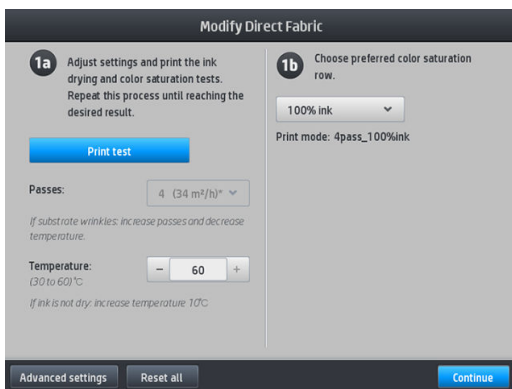 Modify Direct Fabric
1a
Adjust settings and print the ink
drying and color saturation tests.
Repeat this process until reaching the
desired result.
Print test
Passes:
4 (34 m²/h)*
If substrate wrinkles: increase passes and decrease
temperature.
Temperature:
(30 to 60)°C
− 60 +
If ink is not dry: increase temperature 10°C
1b
Choose preferred color saturation
row.
100% ink
Print mode: 4pass_100%ink
Advanced settings
Reset all
Continue